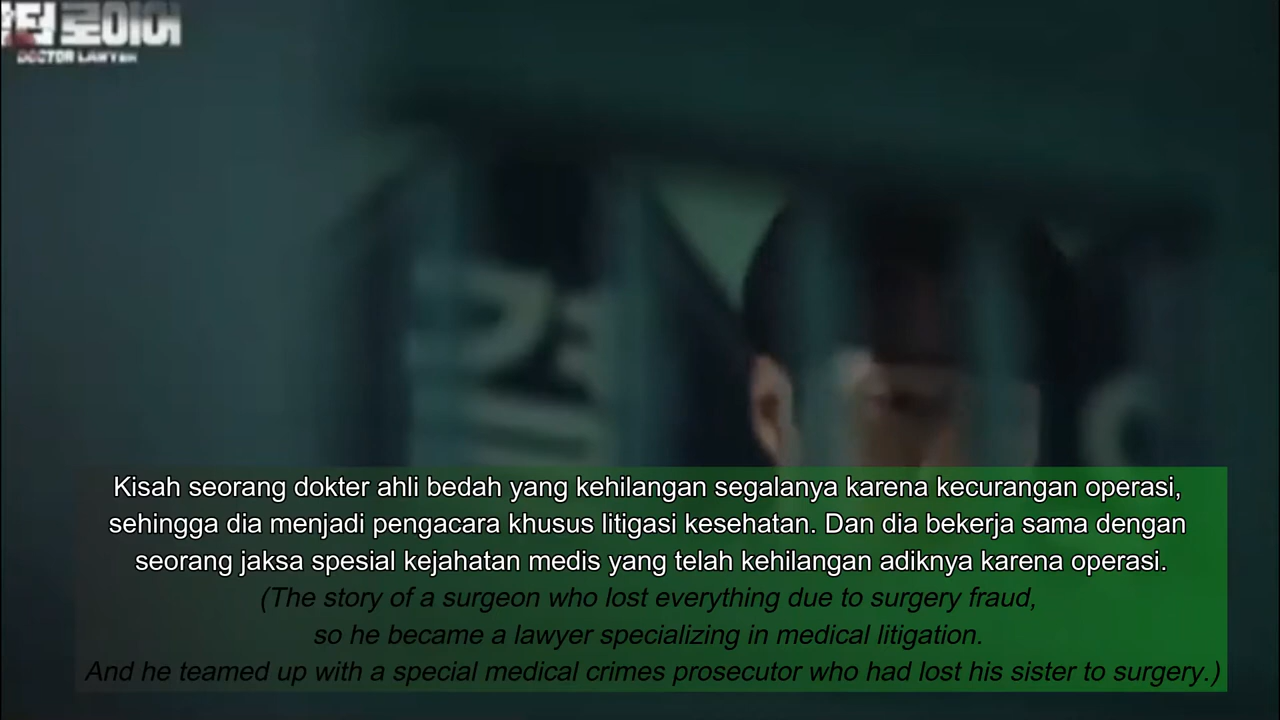 로이어
DOCTOR LAWYER
Kisah seorang dokter ahli bedah yang kehilangan segalanya karena kecurangan operasi,
sehingga dia menjadi pengacara khusus litigasi kesehatan. Dan dia bekerja sama dengan
seorang jaksa spesial kejahatan medis yang telah kehilangan adiknya karena operasi.
(The story of a surgeon who lost everything due to surgery fraud,
so he became a lawyer specializing in medical litigation.
And he teamed up with a special medical crimes prosecutor who had lost his sister to surgery.)